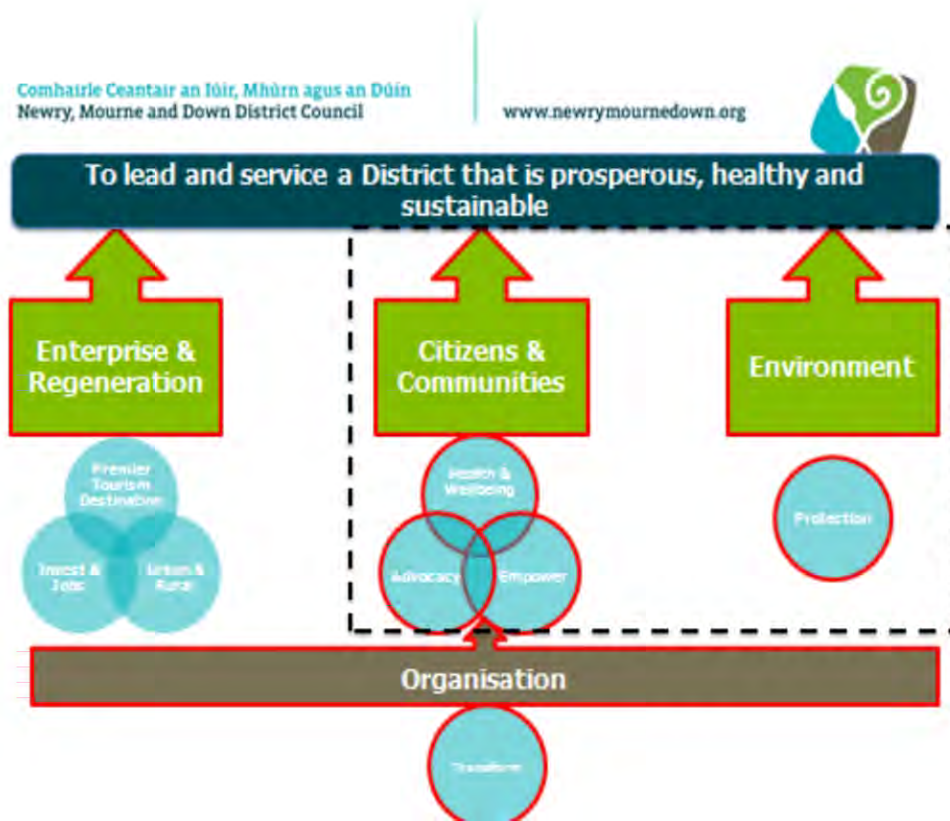 Comhairle Ceantair an Iúir, Mhúrn agus an Dúin
Newry, Mourne and Down District Council
www.newrymournedown.org
To lead and service a District that is prosperous, healthy and
sustainable
Enterprise &
Regeneration
Citizens &
Communities
Environment
Premier
Tourism
Destination
Invest &
Jobs
Urban &
Rural
Health &
Wellbeing
Advocacy
Empower
Protection
Organisation
Transform